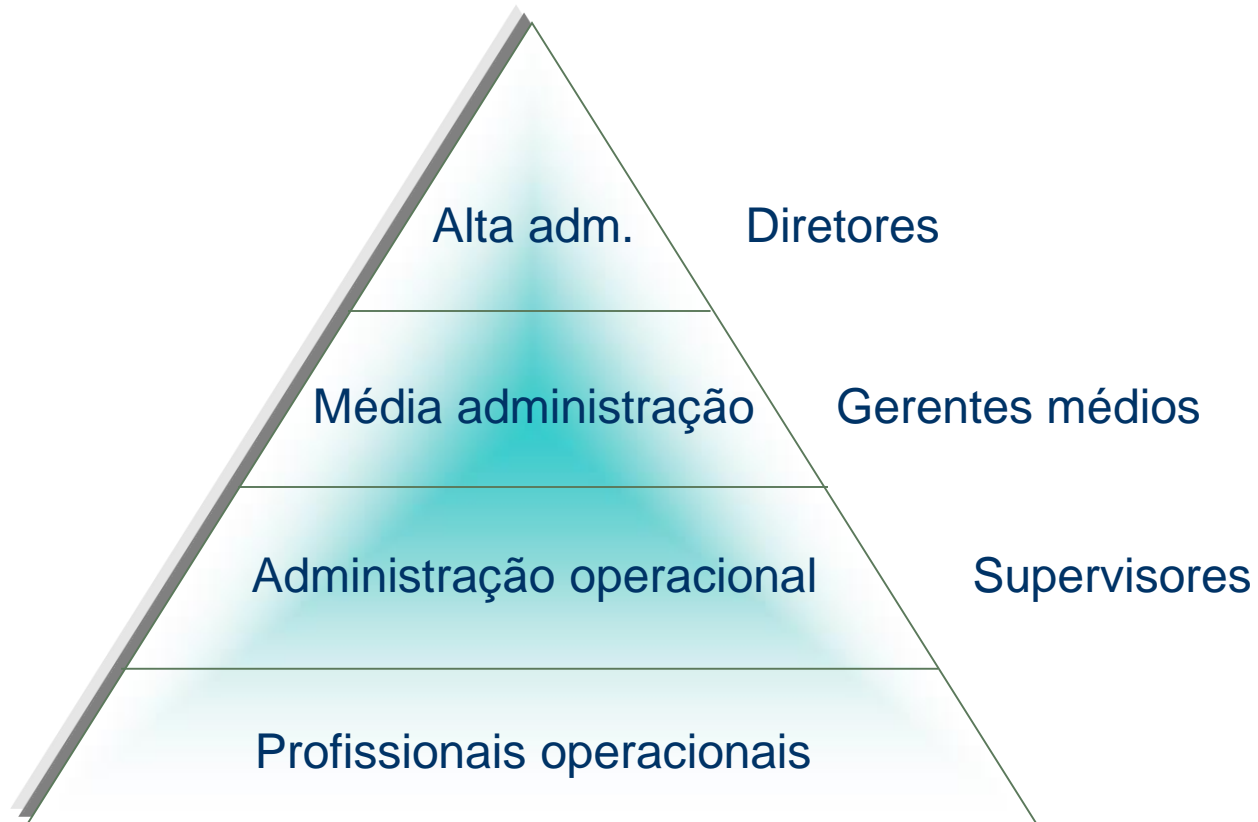 Alta adm. Diretores
Média administração Gerentes médios
Administração operacional Supervisores
Profissionais operacionais